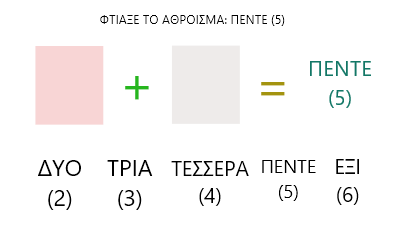 ΦΤΙΑΞΕ ΤΟ ΑΘΡΟΙΣΜΑ: ΠΕΝΤΕ (5)
+ = ΠΕΝΤΕ
(5)
ΔΥΟ ΤΡΙΑ ΤΕΣΣΕΡΑ ΠΕΝΤΕ ΕΞΙ
(2) (3) (4) (5) (6)